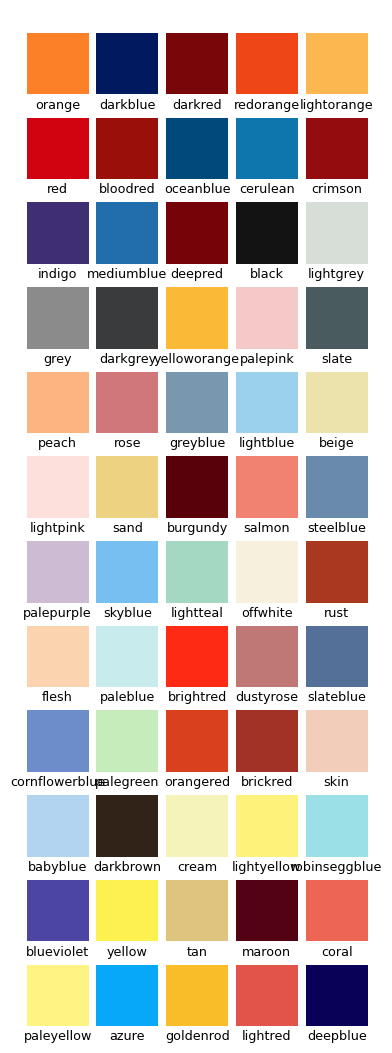 orange darkblue darkred redorange lightorange
red bloodred oceanblue cerulean crimson
indigo mediumblue deepred black lightgrey
grey darkgrey yelloworange palepink slate
peach rose greyblue lightblue beige
lightpink sand burgundy salmon steelblue
palepurple skyblue lightteal offwhite rust
flesh paleblue brightred dustyrose slateblue
cornflowerblue palegreen orangered brickred skin
babyblue darkbrown cream lightyellow robinseggblue
blueviolet yellow tan maroon coral
paleyellow azure goldenrod lightred deepblue